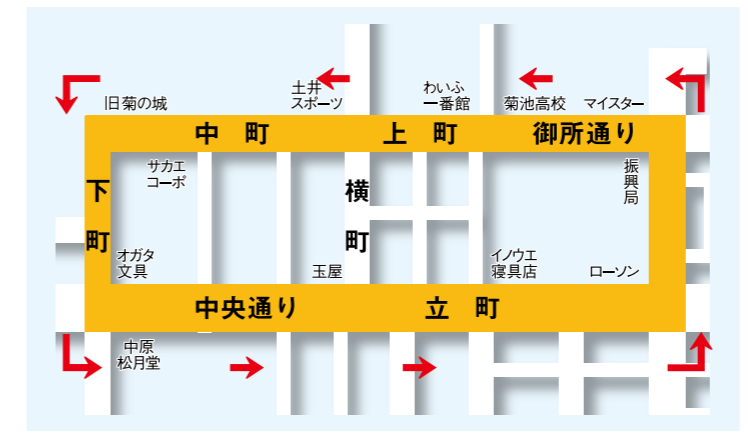 旧菊の城
土井
スポーツ
わいふ
一番館
菊池高校
マイスター
中町
上町
御所通り
サカエ
コーポ
下町
横町
振興局
オガタ
文具
玉屋
イノウエ
寝具店
ローソン
中央通り
立町
中原
松月堂